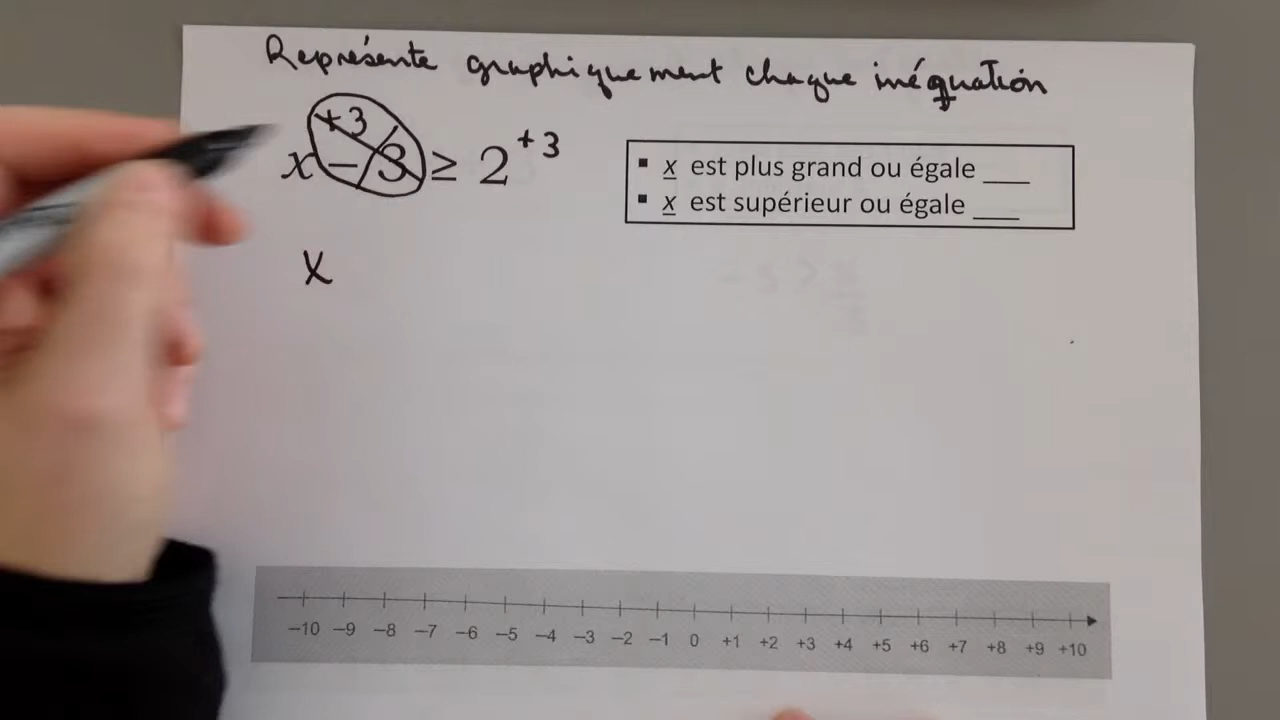 Représente graphiquement chaque inéquation
x +3 − 3 ≥ 2 +3
▪ x est plus grand ou égale ___
▪ x est supérieur ou égale ___
x
–10 –9 –8 –7 –6 –5 –4 –3 –2 –1 0 +1 +2 +3 +4 +5 +6 +7 +8 +9 +10